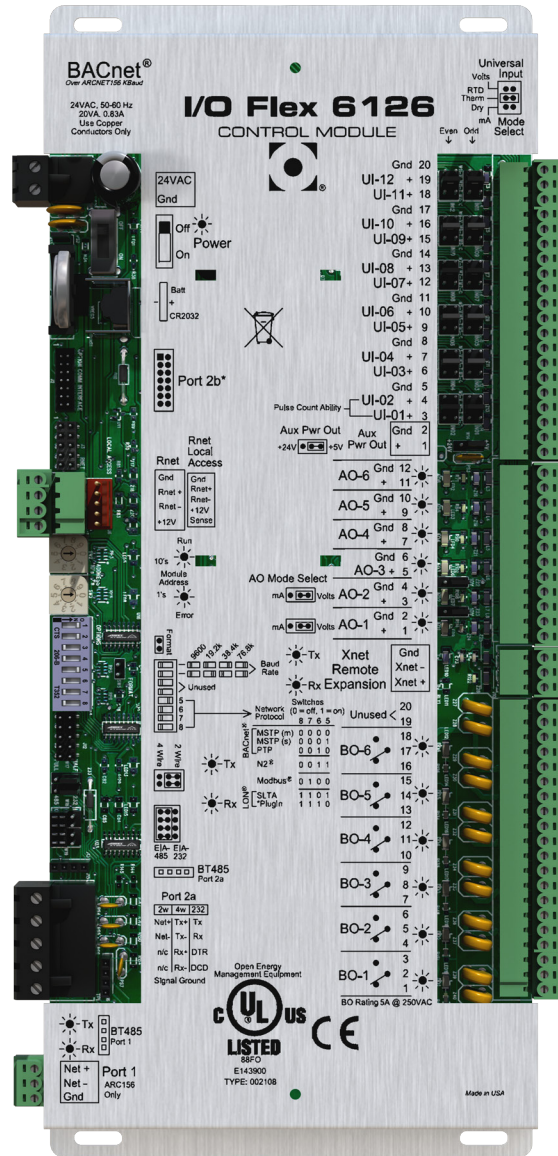 BACnet®
Over ARCNET156 KBaud
24VAC, 50-60 Hz
20VA, 0.83A
Use Copper
Conductors Only
I/O Flex 6126
CONTROL MODULE
®
Universal
Input
Volts
RTD
Therm
Dry
mA
Mode
Select
Even Odd
24VAC
Gnd
Off
On
Power
Batt
+
-
CR2032
Port 2b*
Gnd 20
UI-12 + 19
UI-11 + 18
Gnd 17
UI-10 + 16
UI-09 + 15
Gnd 14
UI-08 + 13
UI-07 + 12
Gnd 11
UI-06 + 10
UI-05 + 9
Gnd 8
UI-04 + 7
UI-03 + 6
Gnd 5
UI-02 + 4
UI-01 + 3
Pulse Count Ability
Aux Pwr Out
+24V +5V
Aux
Pwr Out
Gnd 2
+ 1
AO-6 Gnd 12
+ 11
AO-5 Gnd 10
+ 9
AO-4 Gnd 8
+ 7
Gnd 6
AO-3 + 5
AO-2 Gnd 4
+ 3
AO-1 Gnd 2
+ 1
AO Mode Select
mA Volts
mA Volts
Rnet
Gnd
Rnet +
Rnet -
+12V
Rnet
Local
Access
Gnd
Rnet+
Rnet-
+12V
Sense
LOCAL ACCESS
Run
10's
Module
Address
1's
Error
Tx
Rx
Xnet
Remote
Expansion
Gnd
Xnet -
Xnet +
Format
9600
19.2k
38.4k
76.8k
Baud
Rate
Unused
5
6
7
8
Network
Protocol
Switches
(0 = off, 1 = on)
8 7 6 5
BACnet®
MSTP (m) 0 0 0 0
MSTP (s) 0 0 0 1
PTP 0 0 1 0
N2® 0 0 1 1
Modbus® 0 1 0 0
LON®
SLTA 1 1 0 1
*PlugIn 1 1 1 0
4 Wire
2 Wire
Tx
Rx
EIA-
485
EIA-
232
BT485
Port 2a
Port 2a
2w 4w 232
Net+ Tx+ Tx
Net- Tx- Rx
n/c Rx+ DTR
n/c Rx- DCD
Signal Ground
Unused 20
19
BO-6 18
17
16
BO-5 15
14
13
BO-4 12
11
10
BO-3 9
8
7
BO-2 6
5
4
BO-1 3
2
1
BO Rating 5A @ 250VAC
Open Energy
Management Equipment
C UL US
®
LISTED
88FO
E143900
TYPE: 002108
CE
Tx
Rx
BT485
Port 1
Net +
Net -
Gnd
Port 1
ARC156
Only
Made in USA